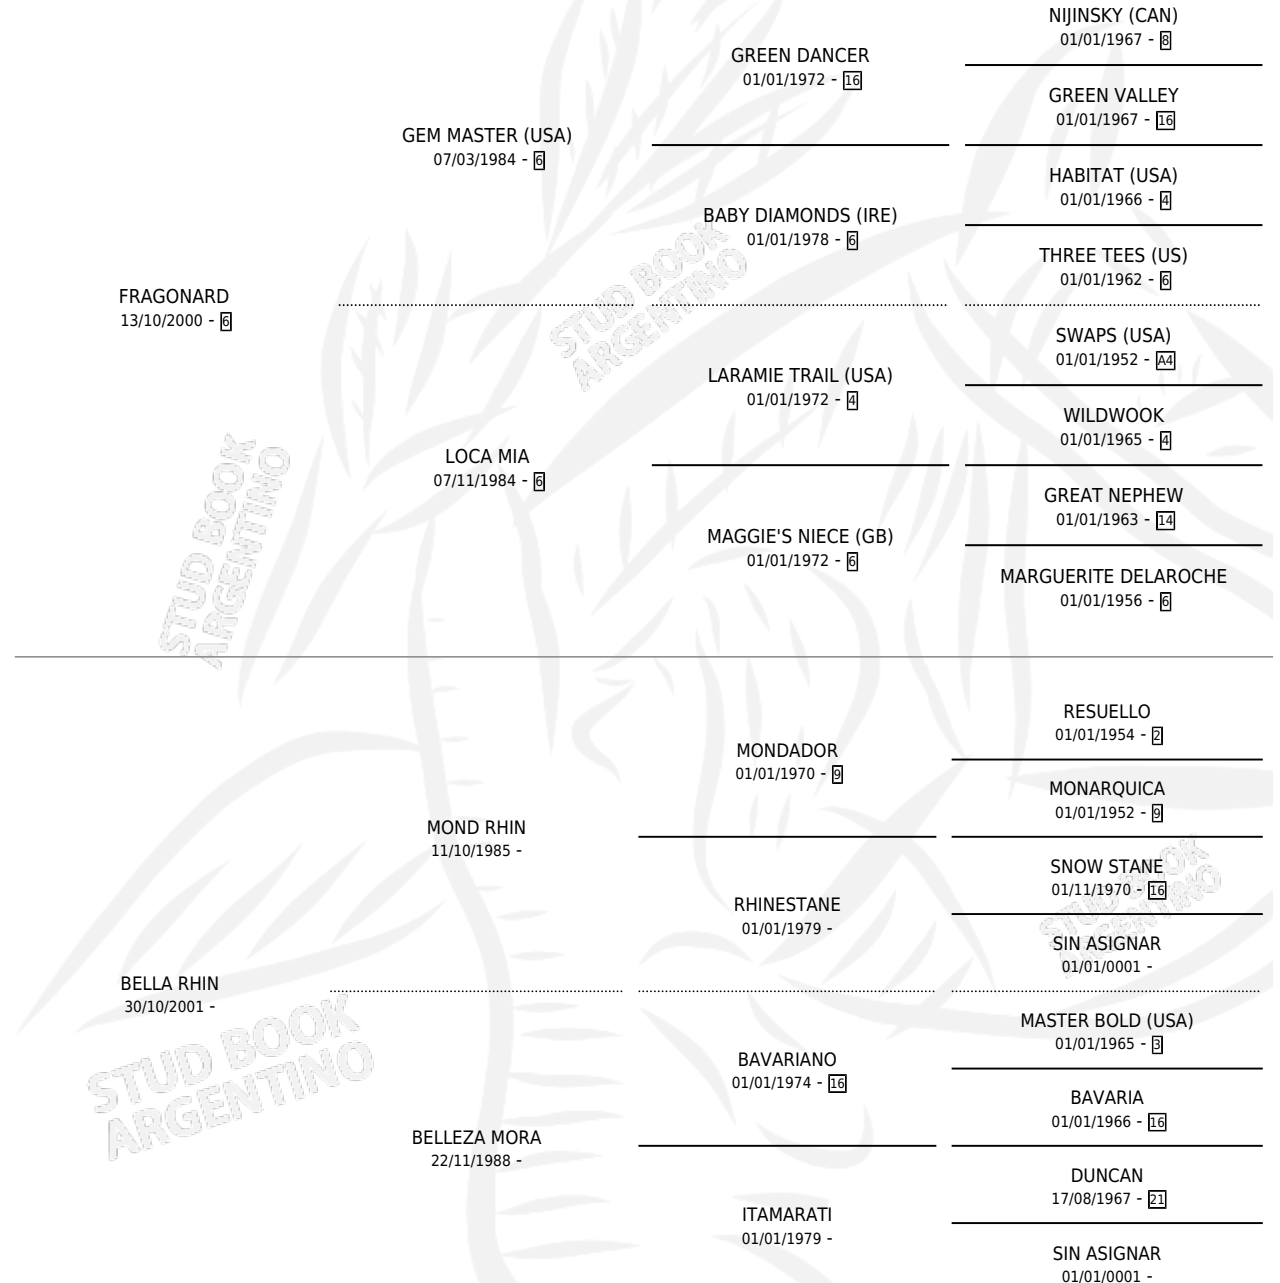 NIJINSKY (CAN)
01/01/1967 - 8
GREEN DANCER
01/01/1972 - 16
GREEN VALLEY
01/01/1967 - 16
GEM MASTER (USA)
07/03/1984 - 6
HABITAT (USA)
01/01/1966 - 4
BABY DIAMONDS (IRE)
01/01/1978 - 6
THREE TEES (US)
01/01/1962 - 6
FRAGONARD
13/10/2000 - 6
SWAPS (USA)
01/01/1952 - A4
LARAMIE TRAIL (USA)
01/01/1972 - 4
WILDWOOK
01/01/1965 - 4
LOCA MIA
07/11/1984 - 6
GREAT NEPHEW
01/01/1963 - 14
MAGGIE'S NIECE (GB)
01/01/1972 - 6
MARGUERITE DELAROCHE
01/01/1956 - 6
RESUELLO
01/01/1954 - 2
MONDADOR
01/01/1970 - 9
MONARQUICA
01/01/1952 - 9
MOND RHIN
11/10/1985 -
SNOW STANE
01/11/1970 - 16
RHINESTANE
01/01/1979 -
SIN ASIGNAR
01/01/0001 -
BELLA RHIN
30/10/2001 -
MASTER BOLD (USA)
01/01/1965 - 3
BAVARIANO
01/01/1974 - 16
BAVARIA
01/01/1966 - 16
BELLEZA MORA
22/11/1988 -
DUNCAN
17/08/1967 - 21
ITAMARATI
01/01/1979 -
SIN ASIGNAR
01/01/0001 -
STUD BOOK
ARGENTINO
STUD BOOK
ARGENTINO
STUD BOOK
ARGENTINO
STUD BOOK
ARGENTINO